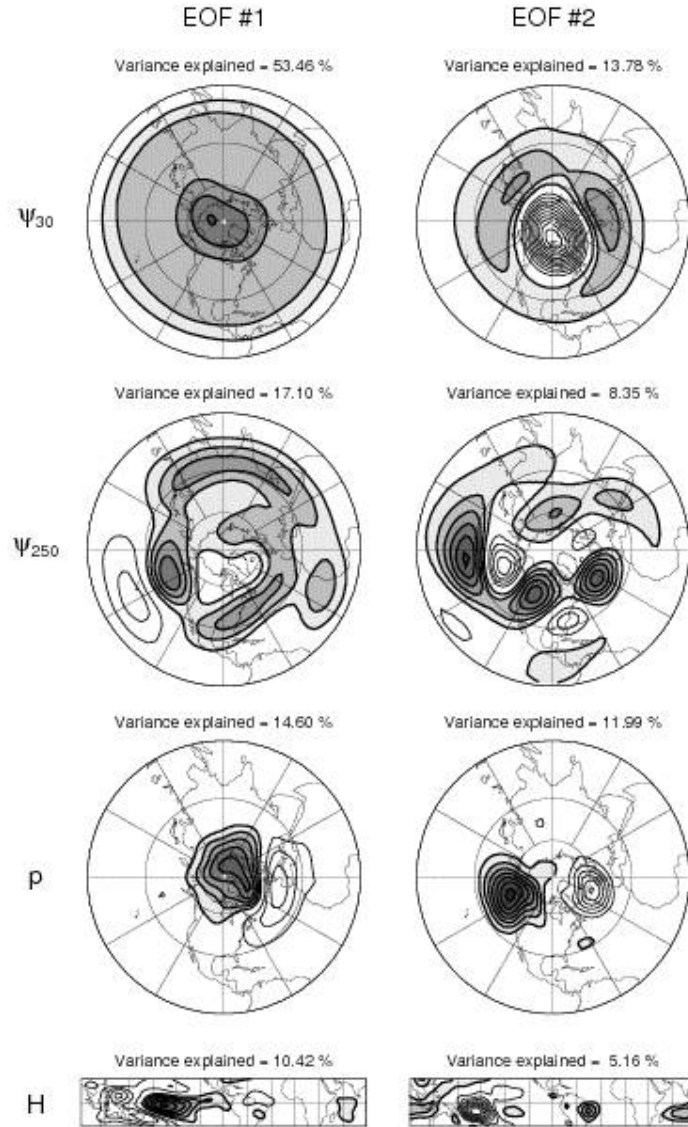 EOF #1 EOF #2
Variance explained = 53.46 % Variance explained = 13.78 %
Ψ30
Variance explained = 17.10 % Variance explained = 8.35 %
Ψ250
Variance explained = 14.60 % Variance explained = 11.99 %
p
Variance explained = 10.42 % Variance explained = 5.16 %
H